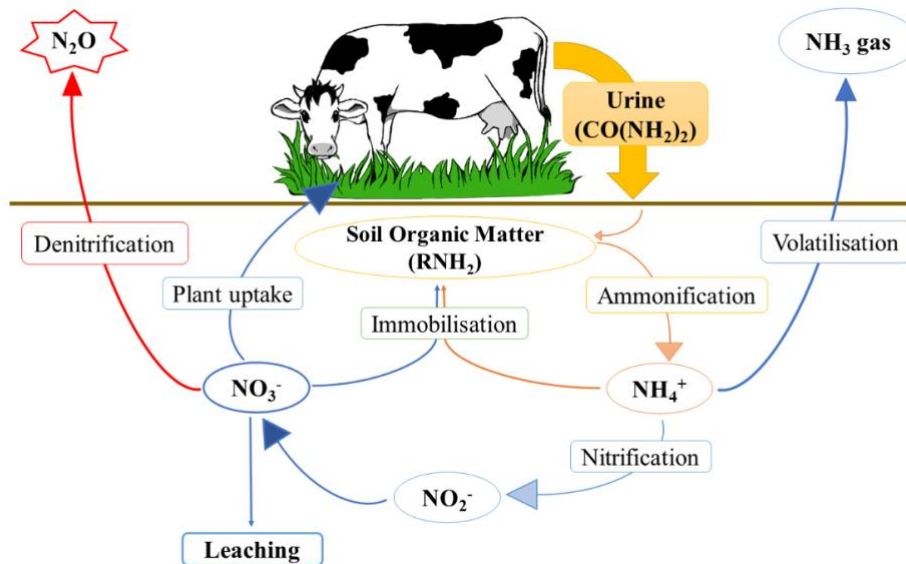 N₂O
NH₃ gas
Urine
(CO(NH₂)₂)
Denitrification
Soil Organic Matter
(RNH₂)
Volatilisation
Plant uptake
Ammonification
Immobilisation
NO₃⁻
NH₄⁺
Nitrification
NO₂⁻
Leaching